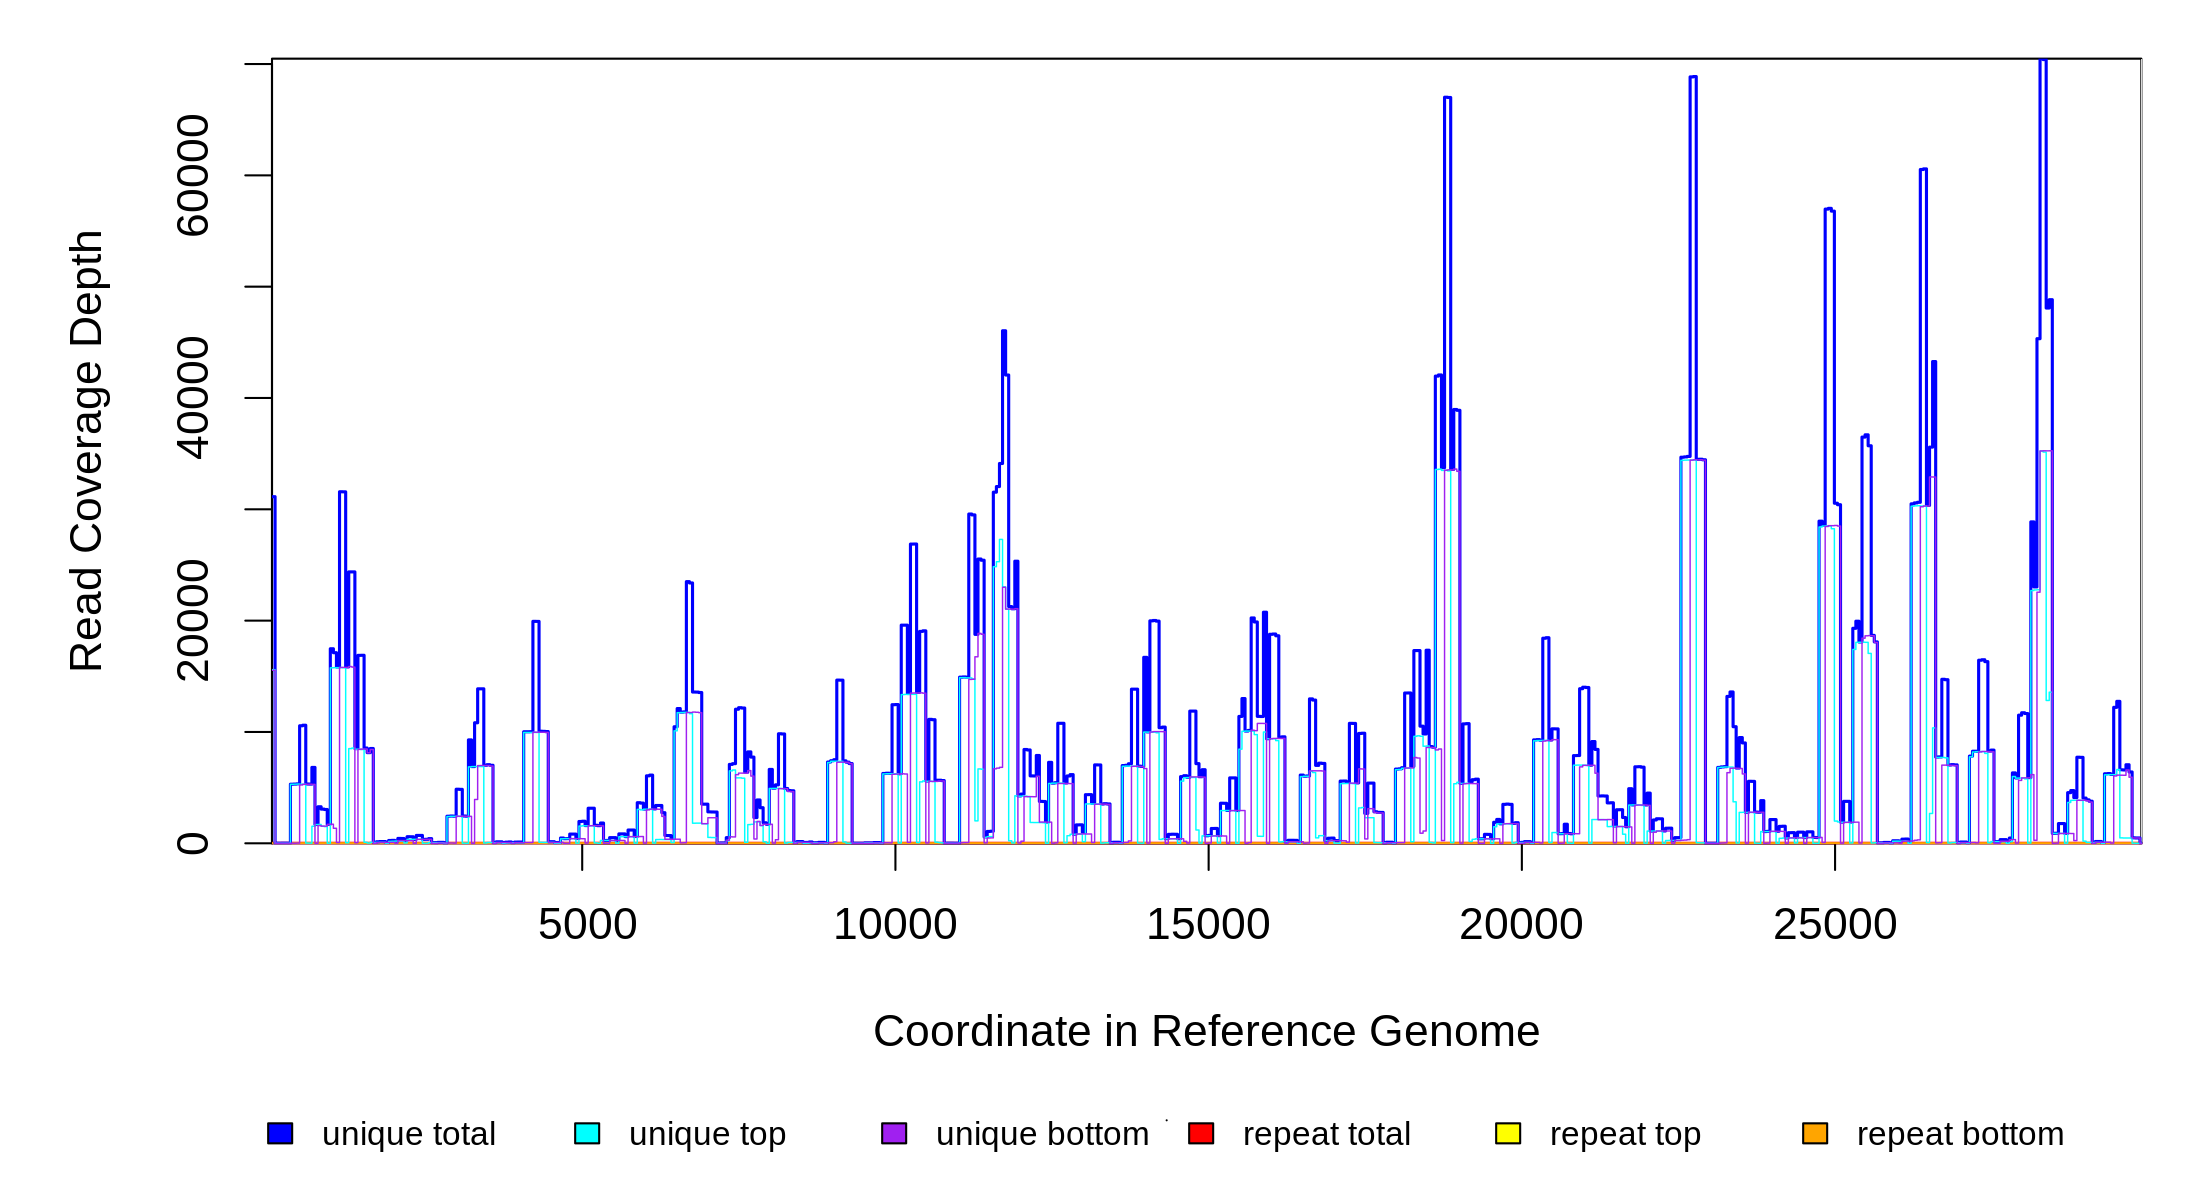 Read Coverage Depth
60000
40000
20000
0
5000 10000 15000 20000 25000
Coordinate in Reference Genome
unique total unique top unique bottom repeat total repeat top repeat bottom